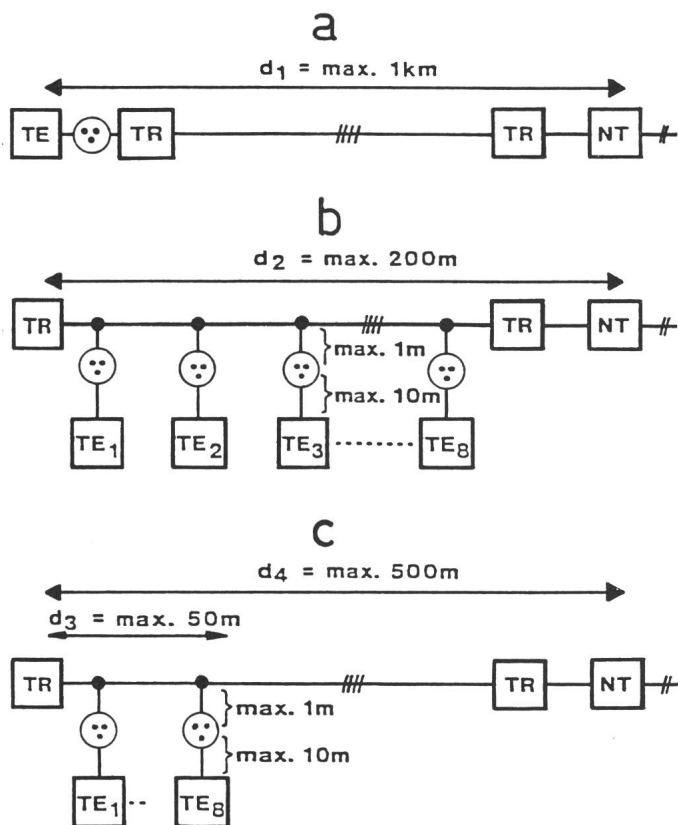 a
d₁ = max. 1km
TE TR TR NT
b
d₂ = max. 200m
TR TR NT
max. 1m
max. 10m
TE₁ TE₂ TE₃ ........ TE₈
c
d₄ = max. 500m
d₃ = max. 50m
TR TR NT
max. 1m
max. 10m
TE₁ .. TE₈